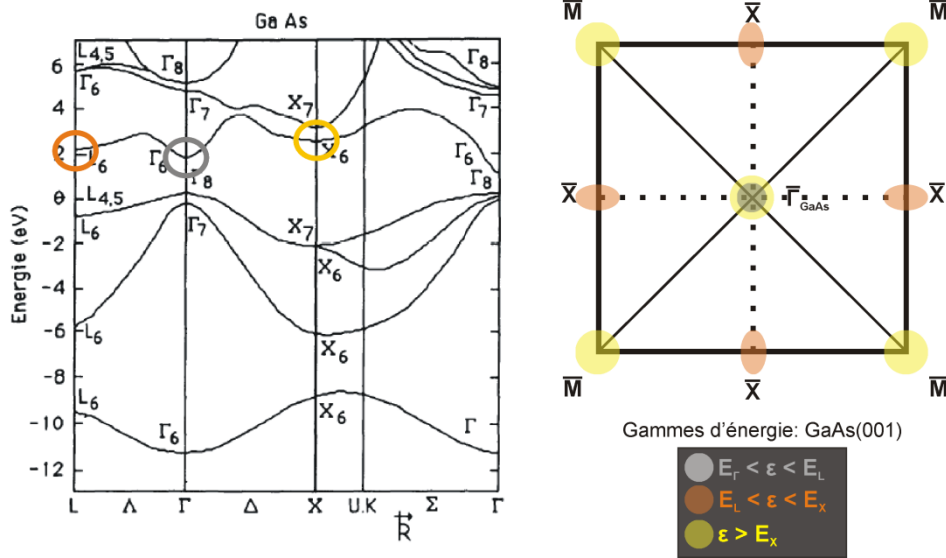 Ga As
Energie (eV)
6
4
2
0
-2
-4
-6
-8
-10
-12
L4,5
Γ6
L6
L4,5
L6
L6
L6
Γ8
Γ7
Γ6
Γ8
Γ7
Γ6
X7
X6
X7
X6
X6
X6
Γ8
Γ7
Γ6
Γ8
Γ
L Λ Γ Δ X U.K Σ Γ
R
M̅ X̅ M̅
X̅ Γ̅GaAs X̅
M̅ X̅ M̅
Gammes d'énergie: GaAs(001)
EΓ < ε < EL
EL < ε < EX
ε > EX